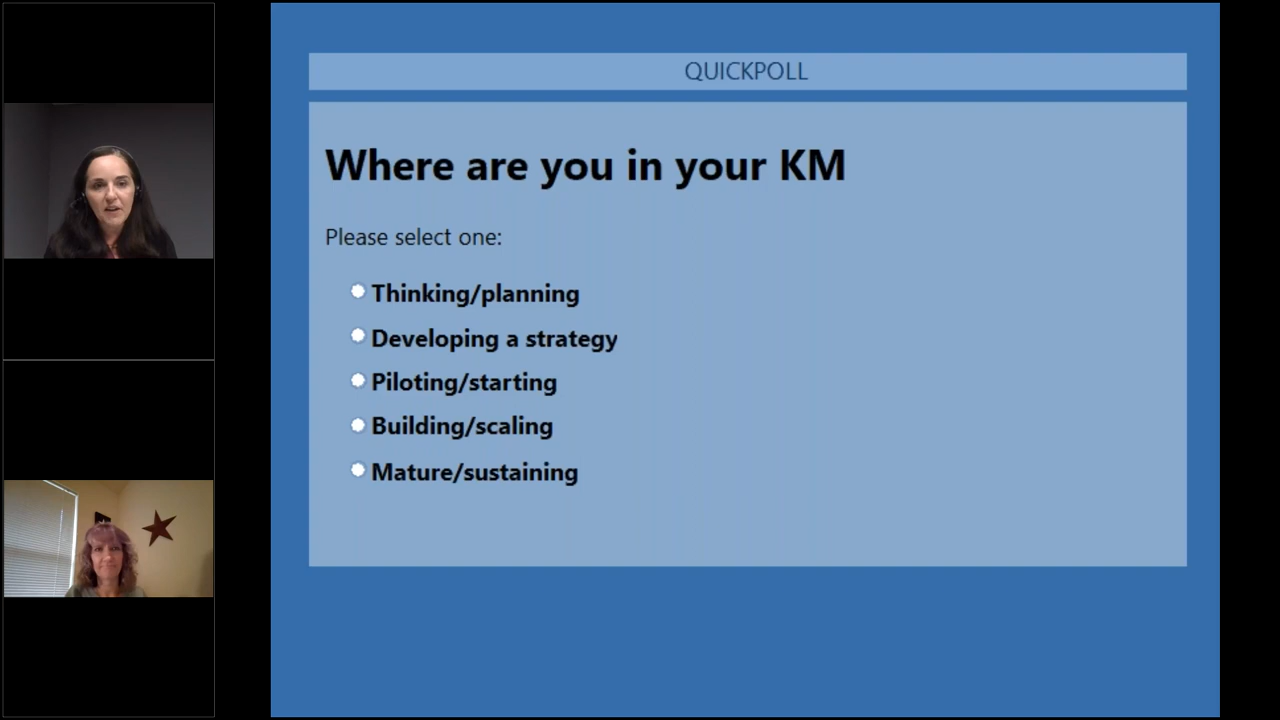 QUICKPOLL
Where are you in your KM
Please select one:
Thinking/planning
Developing a strategy
Piloting/starting
Building/scaling
Mature/sustaining